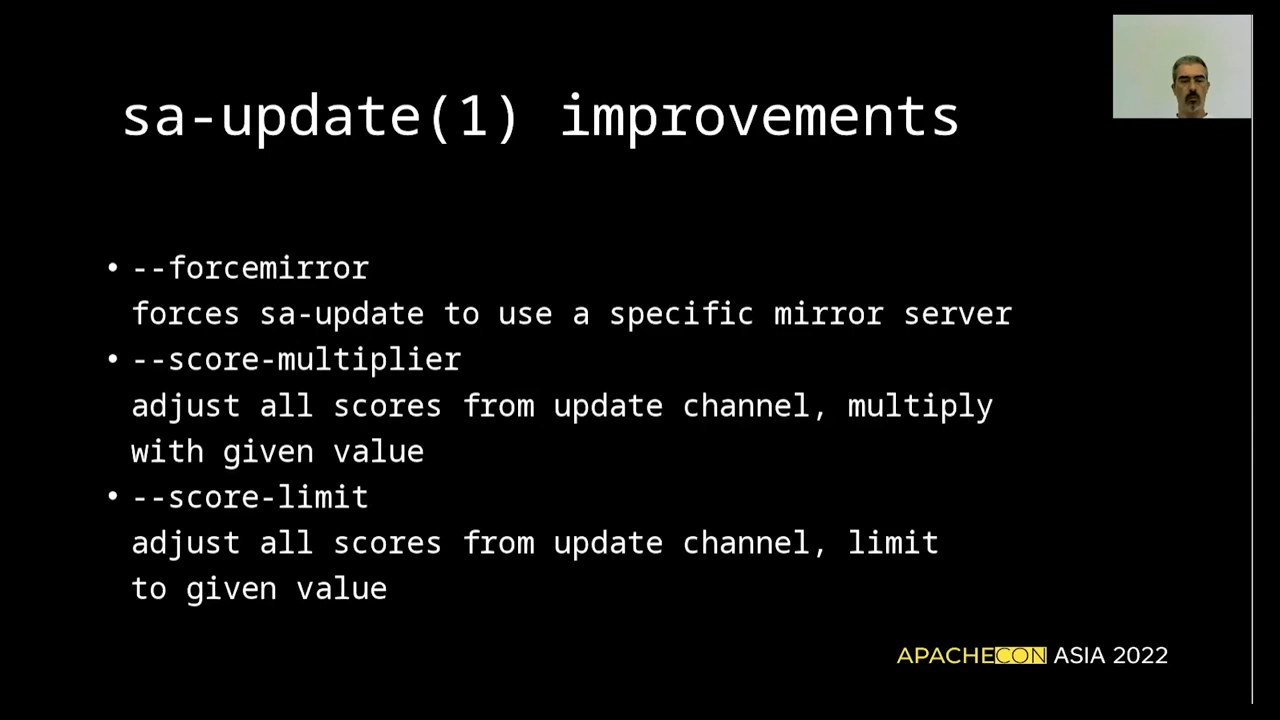 sa-update(1) improvements
• --forcemirror
forces sa-update to use a specific mirror server
• --score-multiplier
adjust all scores from update channel, multiply
with given value
• --score-limit
adjust all scores from update channel, limit
to given value
APACHECON ASIA 2022